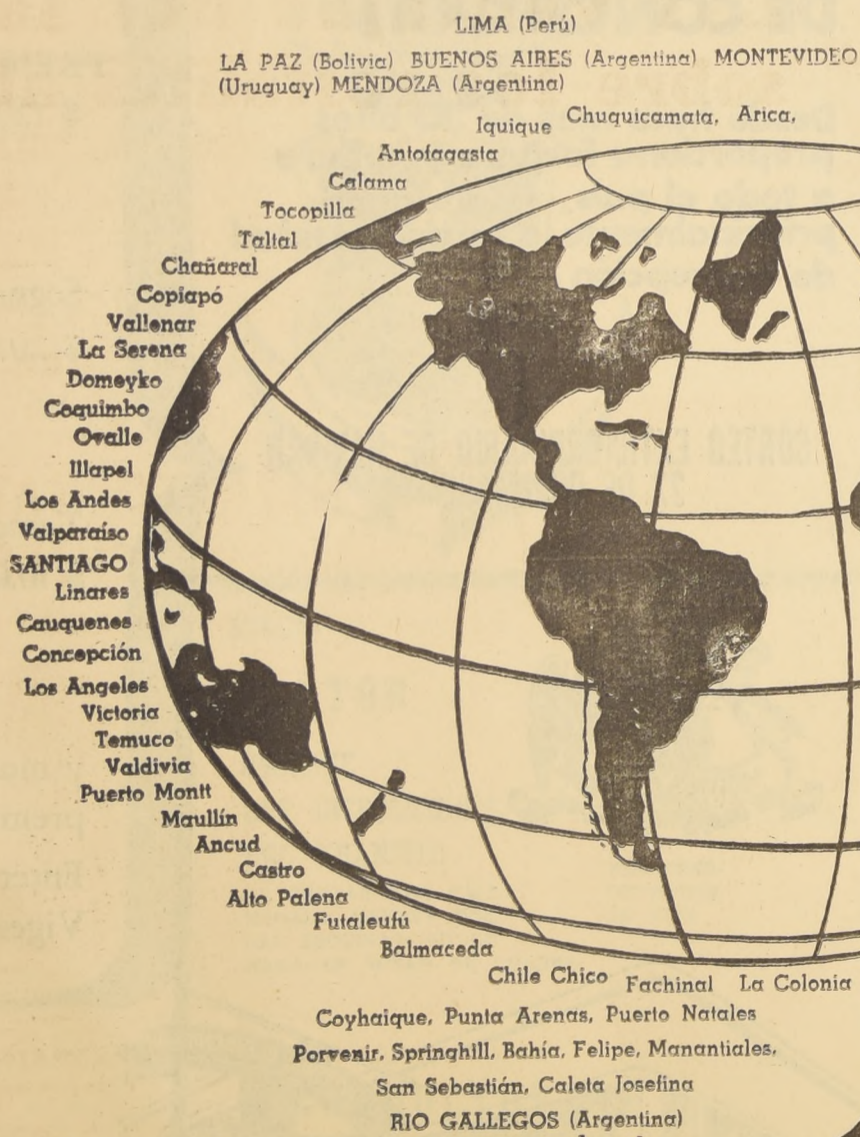 LIMA (Perú)
LA PAZ (Bolivia) BUENOS AIRES (Argentina) MONTEVIDEO
(Uruguay) MENDOZA (Argentina)
Iquique Chuquicamata, Arica,
Antofagasta
Calama
Tocopilla
Taltal
Chañaral
Copiapó
Vallenar
La Serena
Domeyko
Coquimbo
Ovalle
Illapel
Los Andes
Valparaíso
SANTIAGO
Linares
Cauquenes
Concepción
Los Angeles
Victoria
Temuco
Valdivia
Puerto Montt
Maullín
Ancud
Castro
Alto Palena
Futaleufú
Balmaceda
Chile Chico Fachinal La Colonia
Coyhaique, Punta Arenas, Puerto Natales
Porvenir, Springhill, Bahía, Felipe, Manantiales,
San Sebastián, Caleta Josefina
RIO GALLEGOS (Argentina)